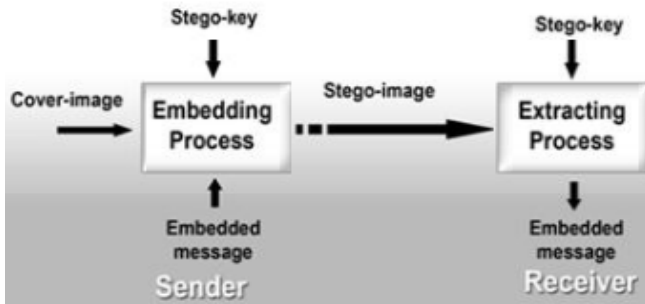 Stego-key
Stego-key
Cover-image
Embedding
Process
Stego-image
Extracting
Process
Embedded
message
Embedded
message
Sender
Receiver